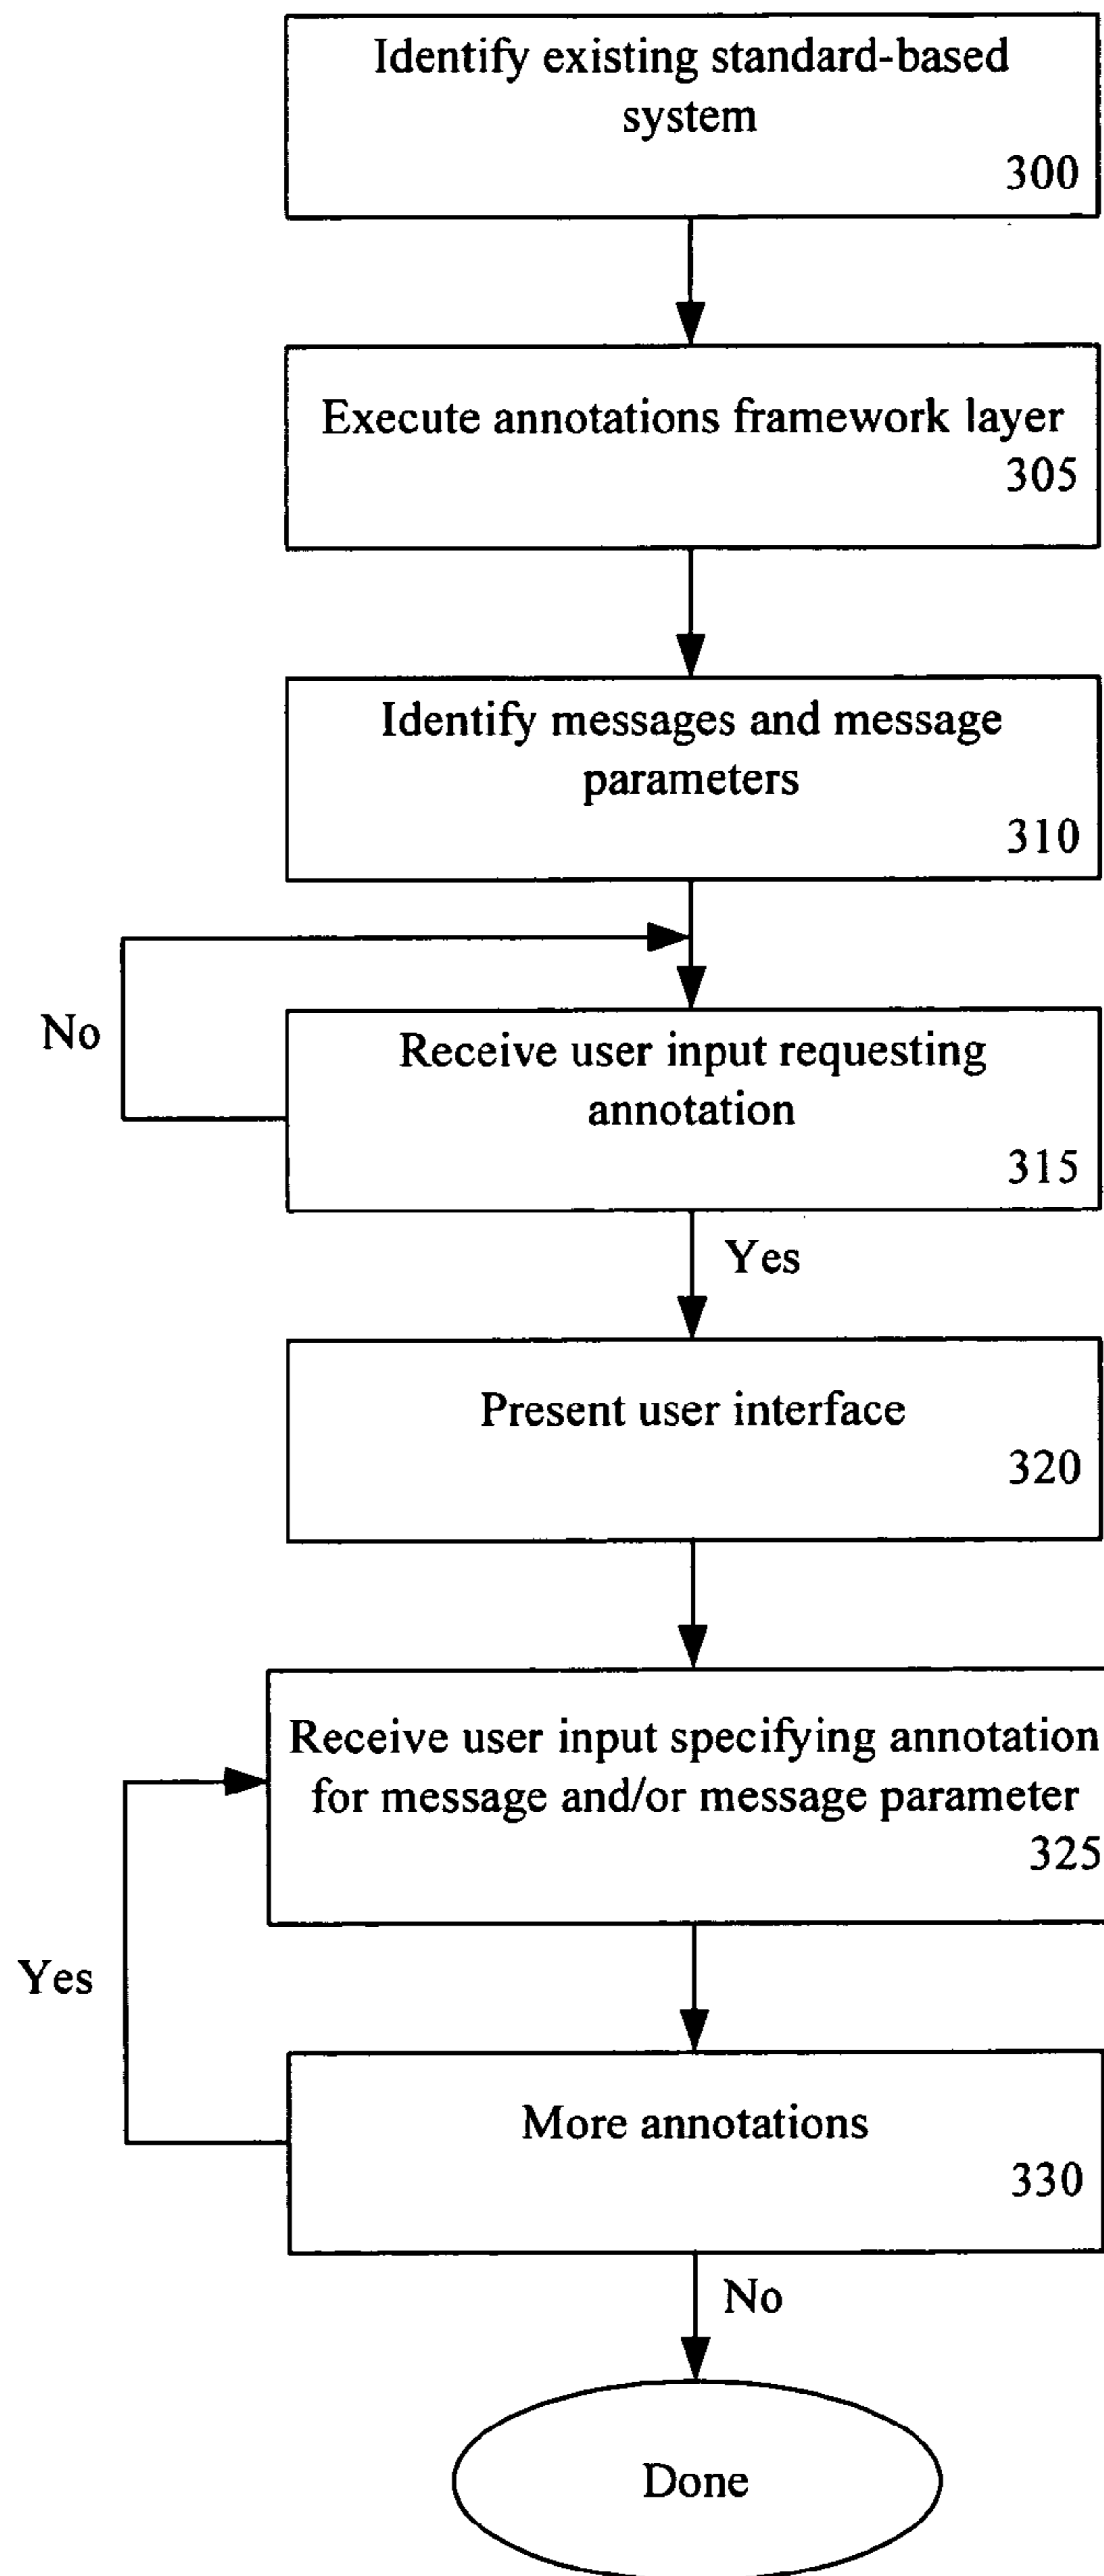 Identify existing standard-based
system
300
Execute annotations framework layer
305
Identify messages and message
parameters
310
No
Receive user input requesting
annotation
315
Yes
Present user interface
320
Receive user input specifying annotation
for message and/or message parameter
325
Yes
More annotations
330
No
Done